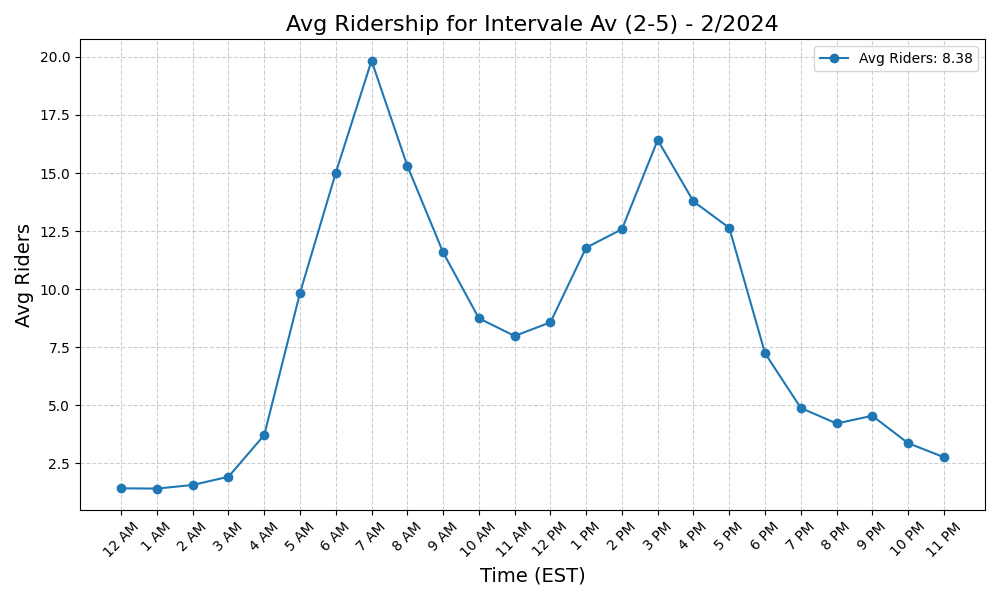 Avg Ridership for Intervale Av (2-5) - 2/2024
Avg Riders: 8.38
Avg Riders
20.0
17.5
15.0
12.5
10.0
7.5
5.0
2.5
12 AM
1 AM
2 AM
3 AM
4 AM
5 AM
6 AM
7 AM
8 AM
9 AM
10 AM
11 AM
12 PM
1 PM
2 PM
3 PM
4 PM
5 PM
6 PM
7 PM
8 PM
9 PM
10 PM
11 PM
Time (EST)